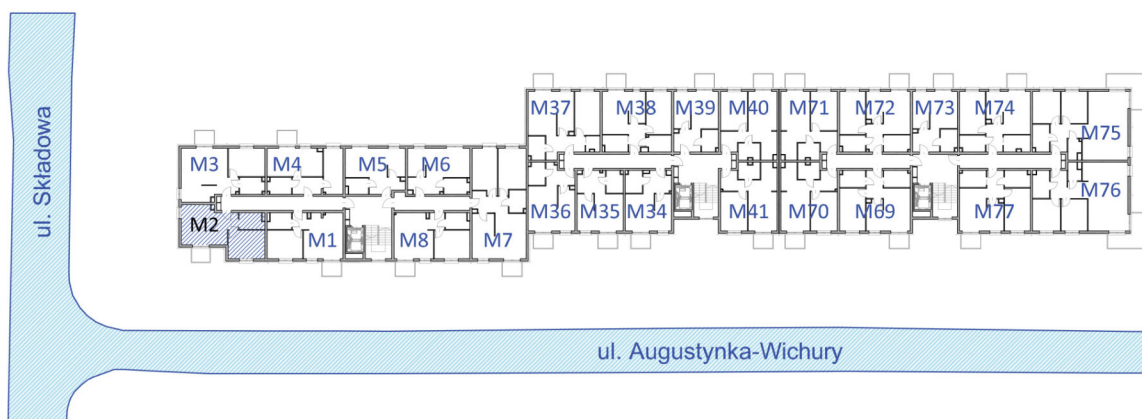 ul. Składowa
M37
M38
M39
M40
M71
M72
M73
M74
M75
M3
M4
M5
M6
M36
M35
M34
M41
M70
M69
M77
M76
M2
M1
M8
M7
ul. Augustynka-Wichury